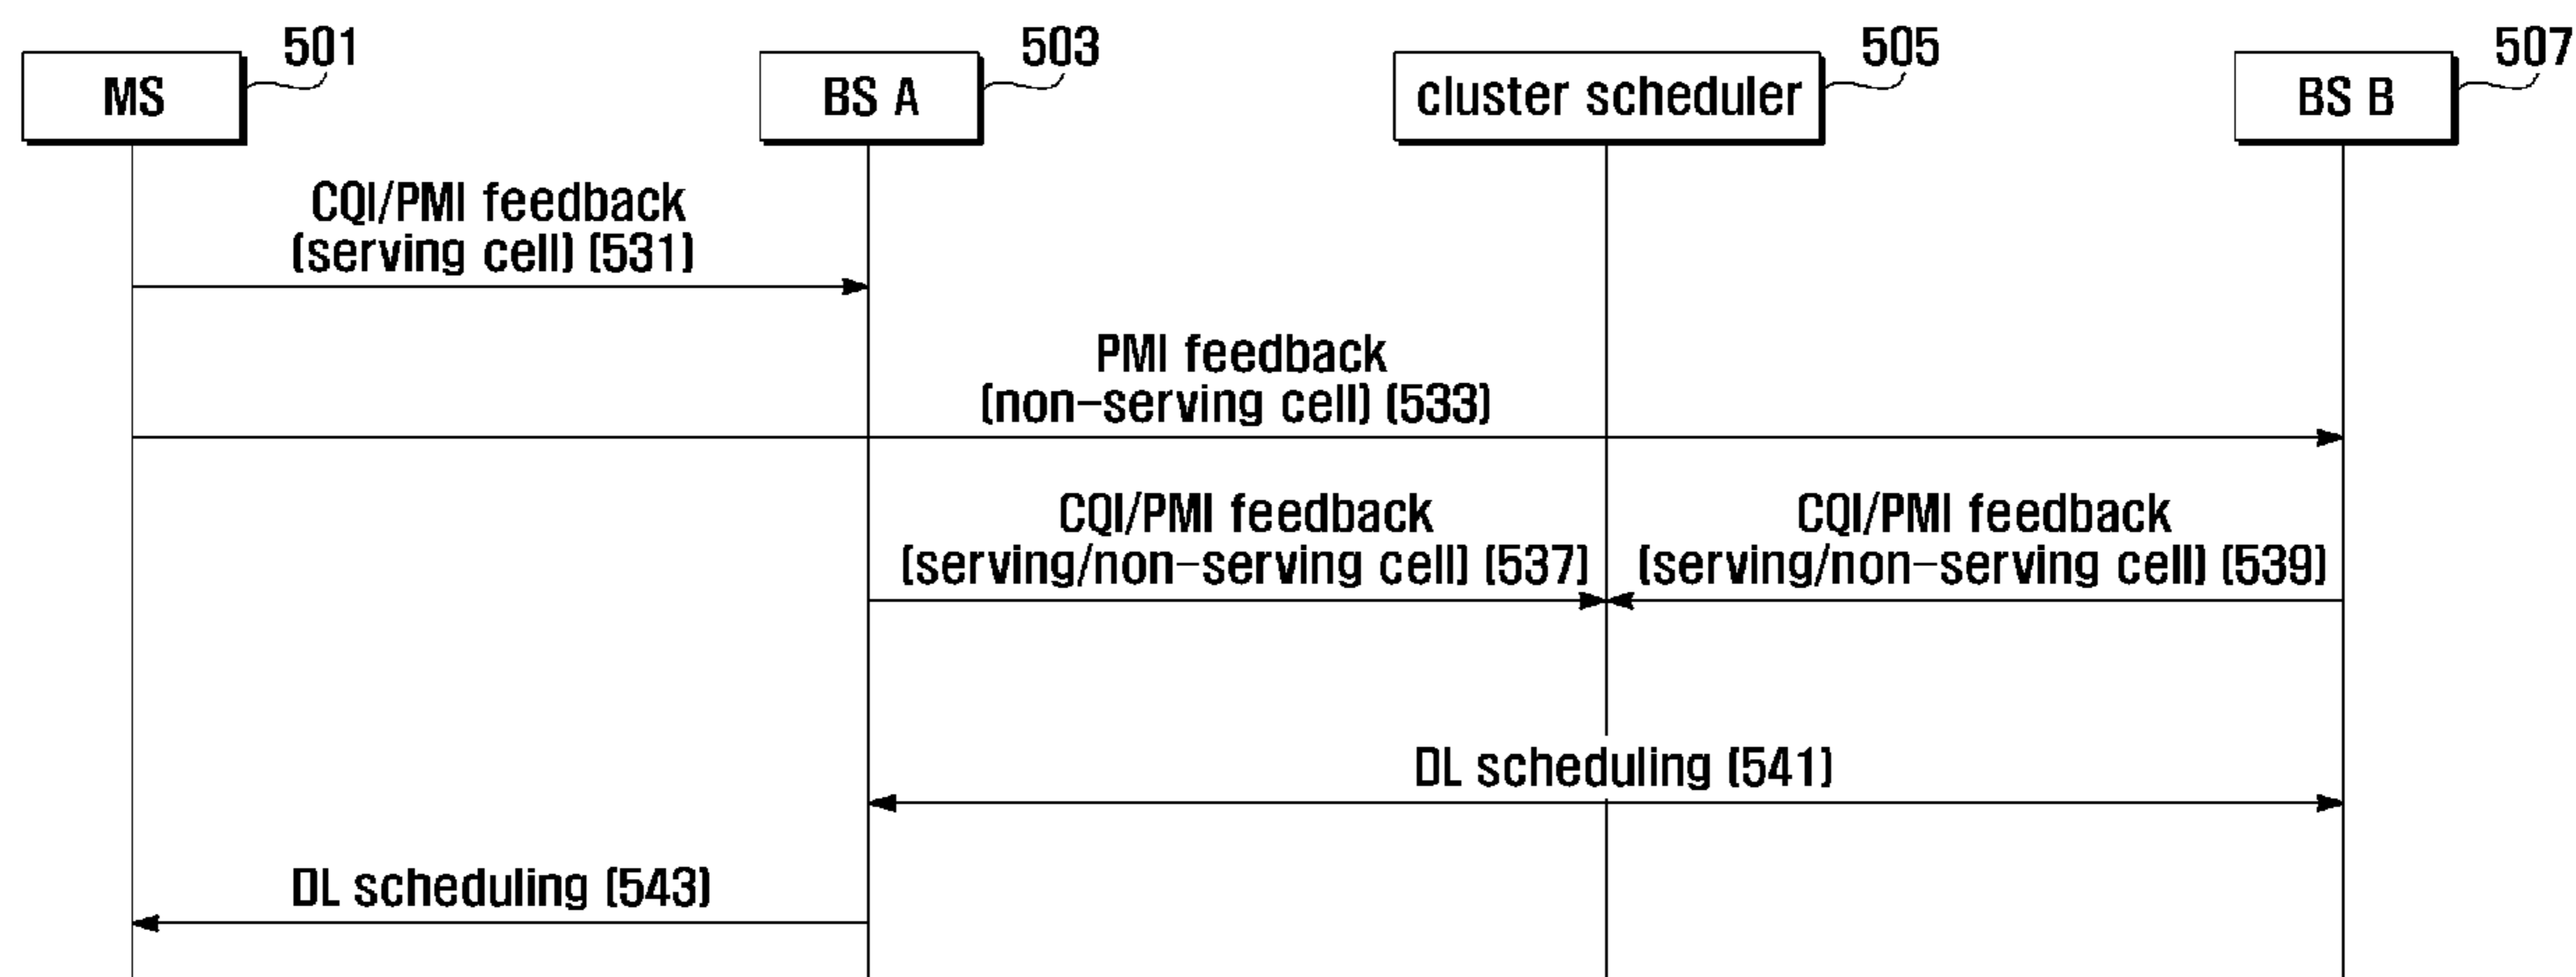 501
503
505
507
MS
BS A
cluster scheduler
BS B
CQI/PMI feedback
(serving cell) (531)
PMI feedback
(non-serving cell) (533)
CQI/PMI feedback
(serving/non-serving cell) (537)
CQI/PMI feedback
(serving/non-serving cell) (539)
DL scheduling (541)
DL scheduling (543)